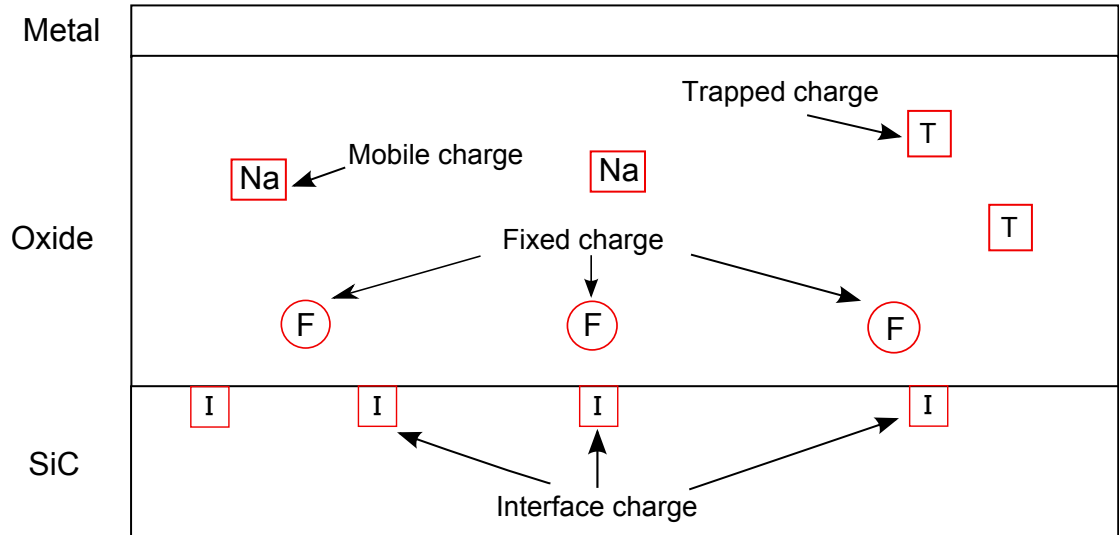 Metal
Trapped charge
T
Mobile charge
Na
Na
T
Oxide
Fixed charge
F
F
F
I
I
I
I
SiC
Interface charge